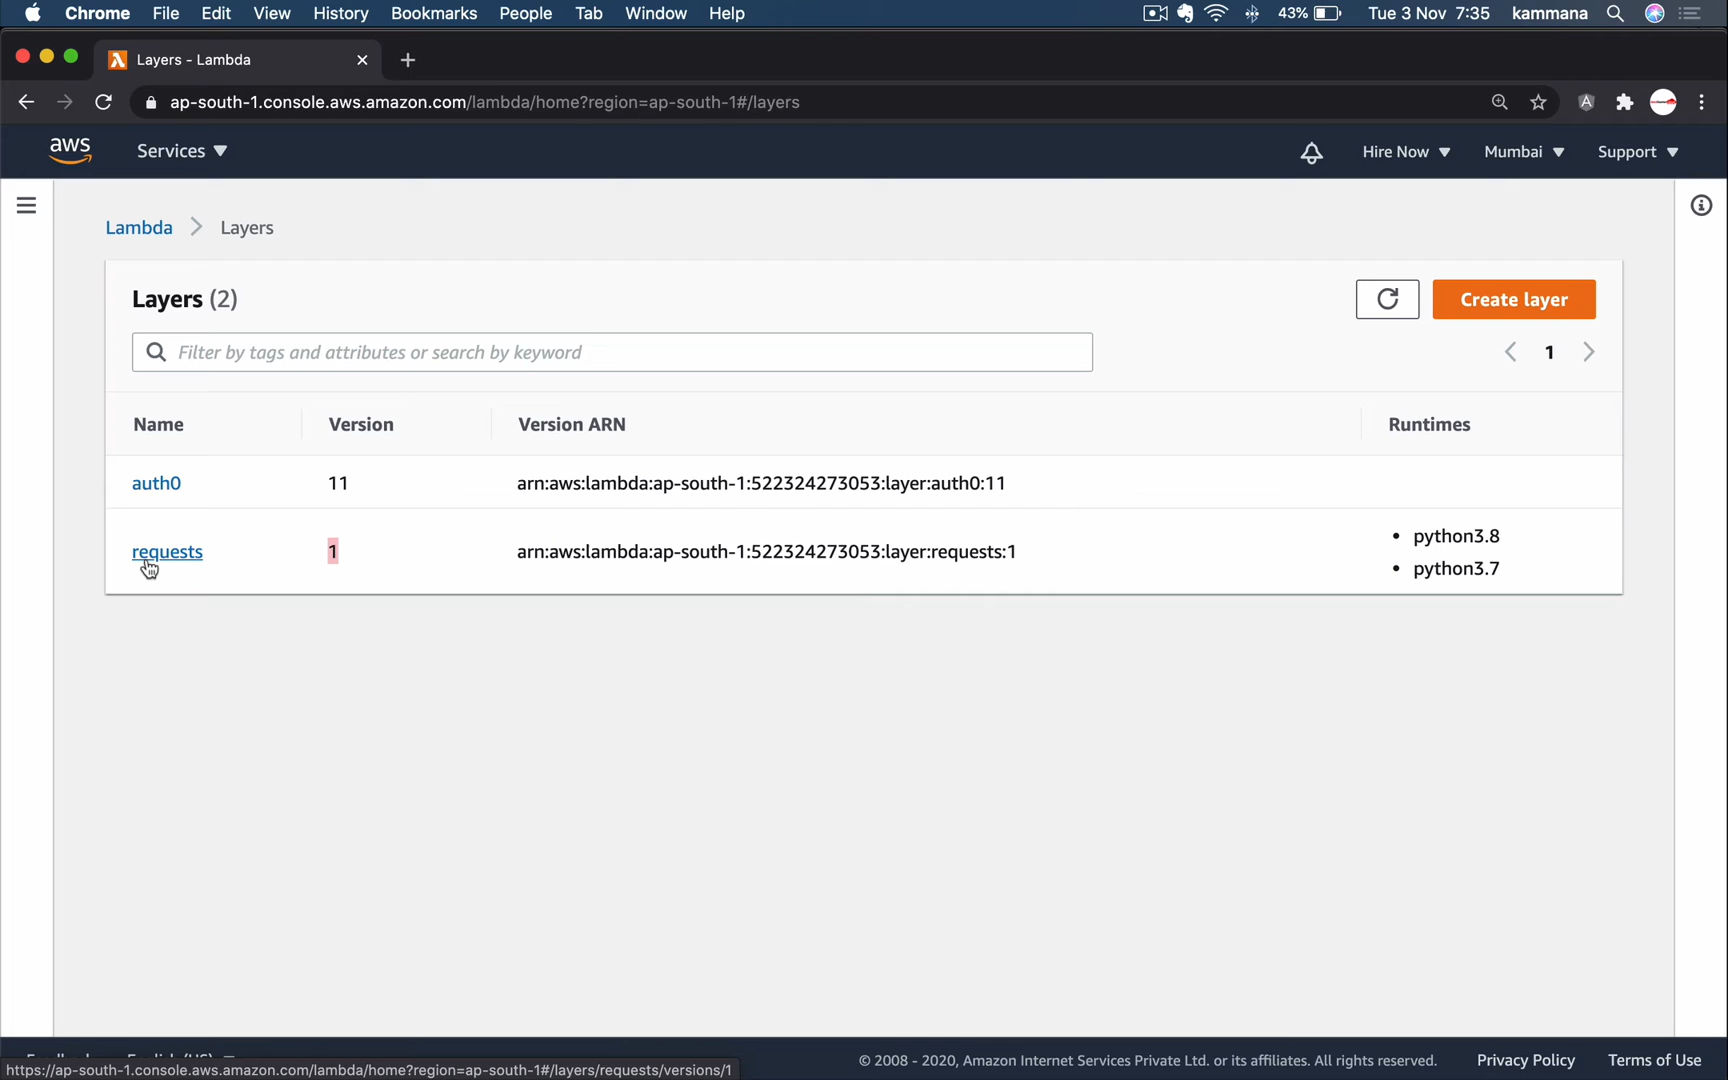 Chrome File Edit View History Bookmarks People Tab Window Help 43% Tue 3 Nov 7:35 kammana
Layers - Lambda
ap-south-1.console.aws.amazon.com/lambda/home?region=ap-south-1#/layers
aws Services Hire Now Mumbai Support
Lambda > Layers
Layers (2) Create layer
Filter by tags and attributes or search by keyword 1
Name Version Version ARN Runtimes
auth0 11 arn:aws:lambda:ap-south-1:522324273053:layer:auth0:11
requests 1 arn:aws:lambda:ap-south-1:522324273053:layer:requests:1
• python3.8
• python3.7
© 2008 - 2020, Amazon Internet Services Private Ltd. or its affiliates. All rights reserved. Privacy Policy Terms of Use
https://ap-south-1.console.aws.amazon.com/lambda/home?region=ap-south-1#/layers/requests/versions/1